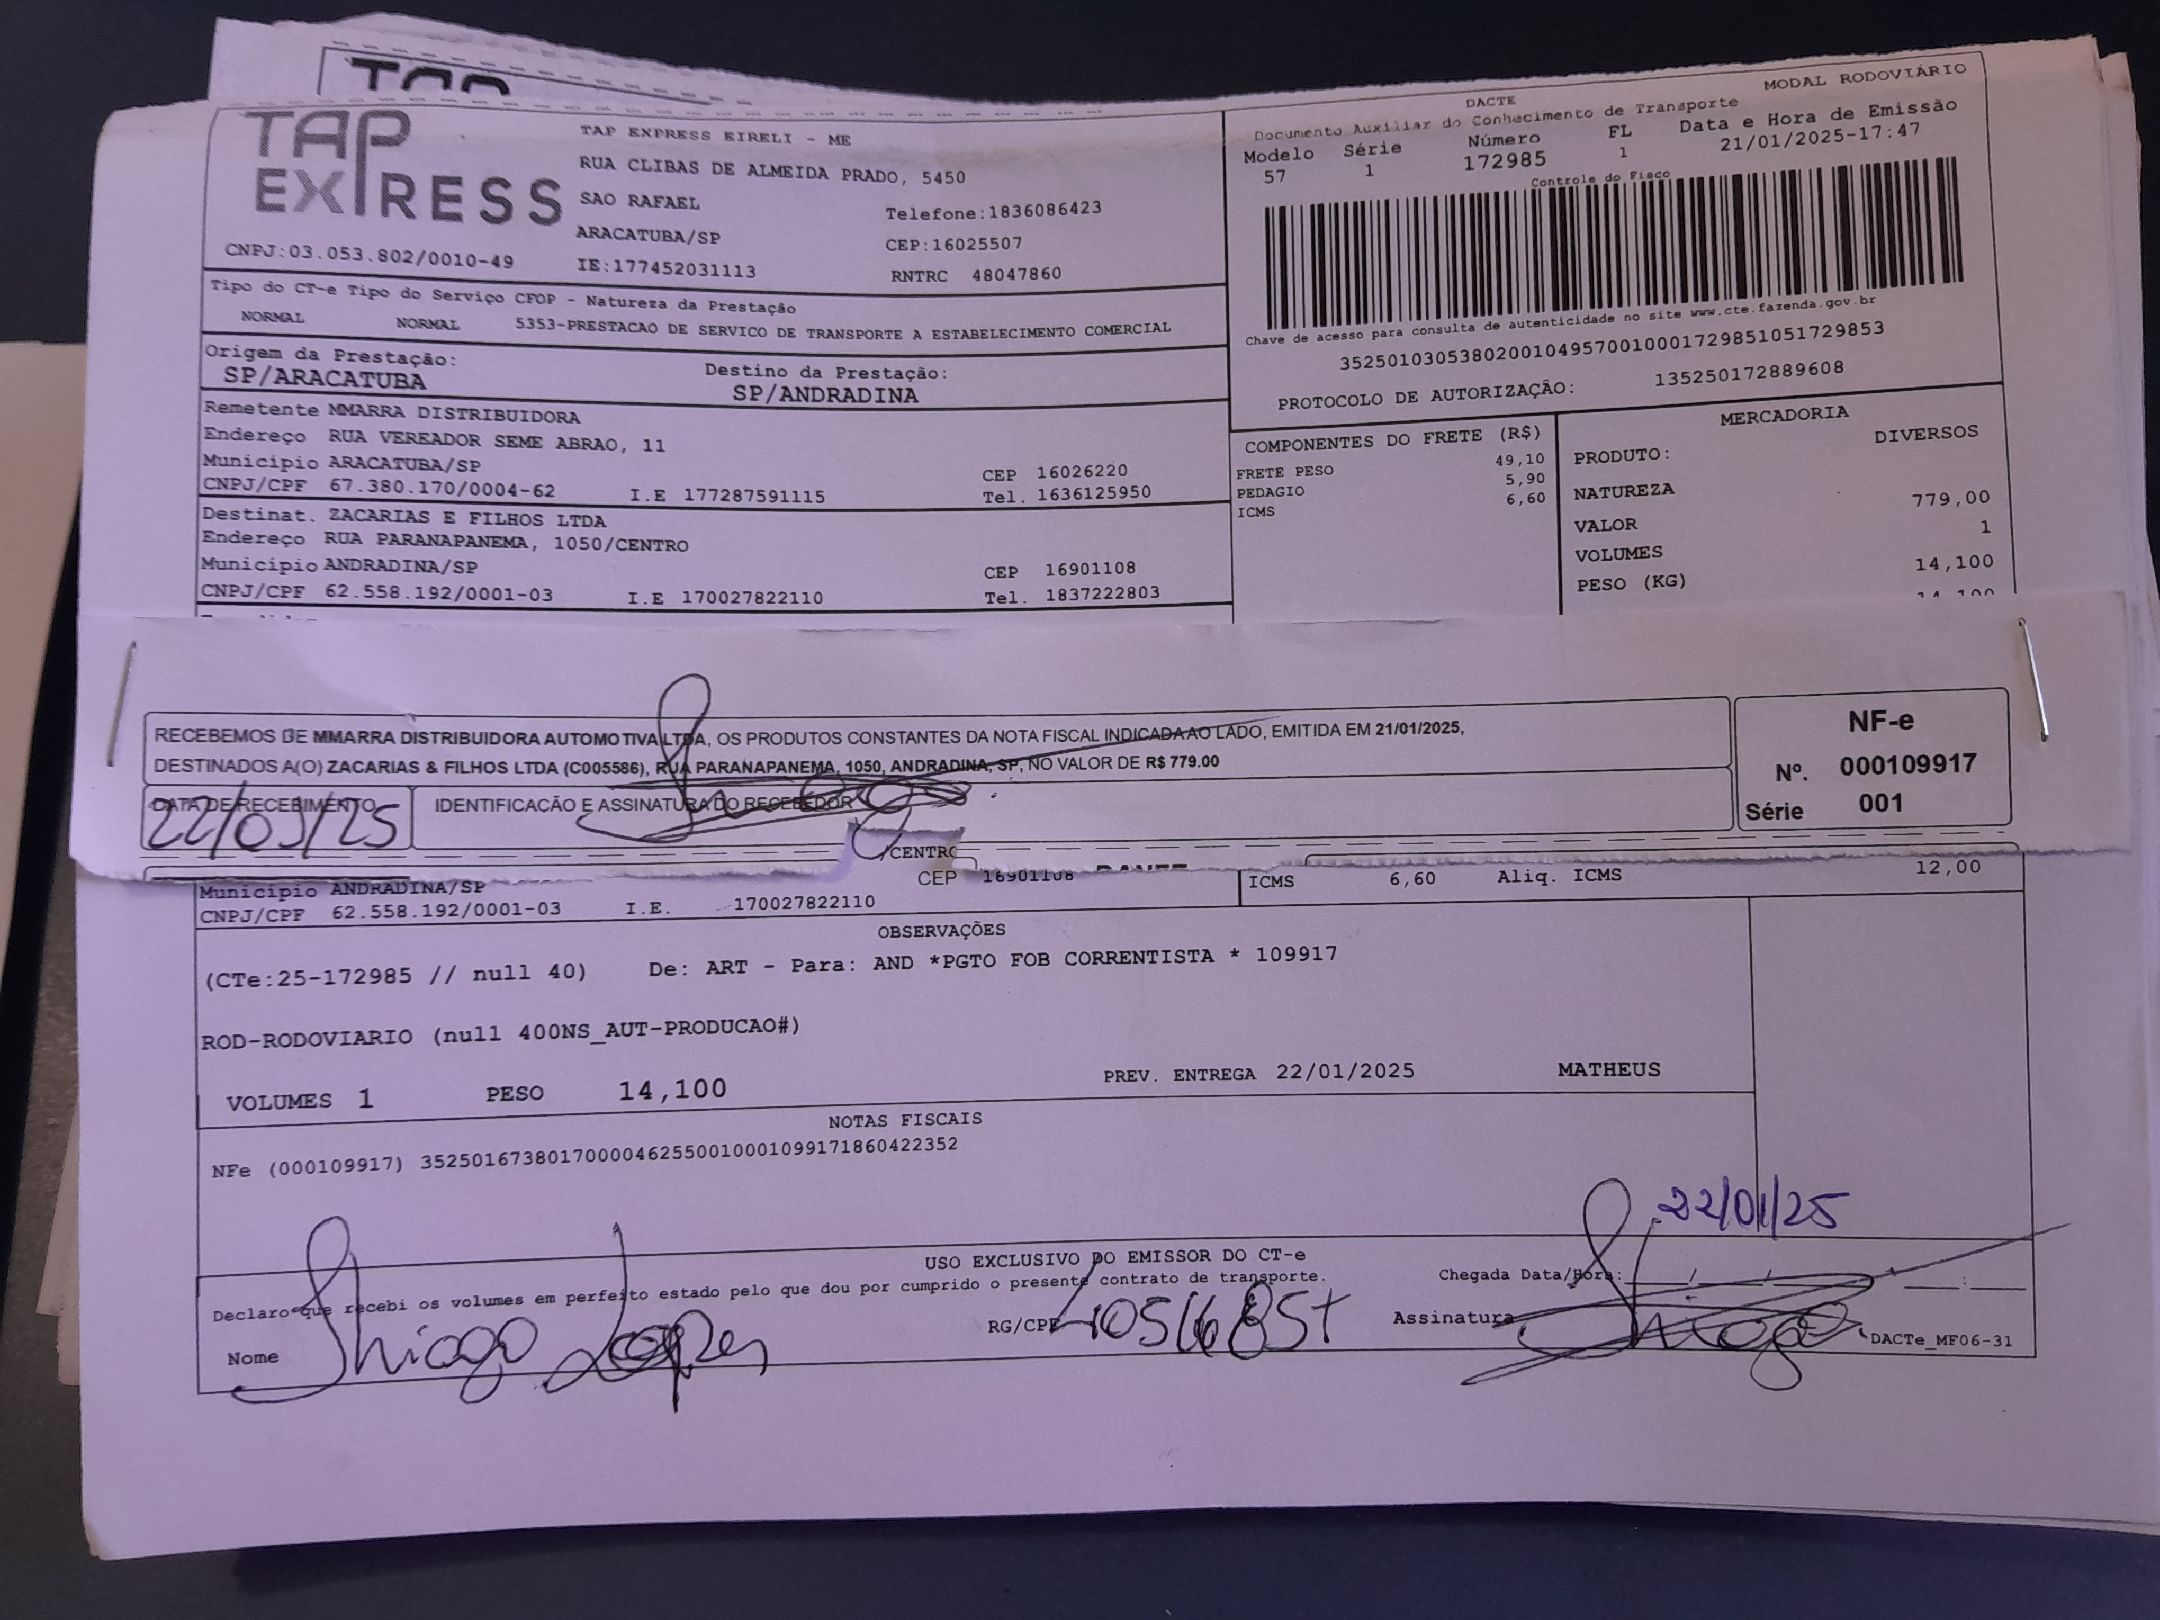 TAP
EXPRESS
TAP EXPRESS EIRELI - ME
RUA CLIBAS DE ALMEIDA PRADO, 5450
SAO RAFAEL
Telefone:1836086423
ARACATUBA/SP
CEP:16025507
CNPJ:03.053.802/0010-49
IE:177452031113
RNTRC 48047860
MODAL RODOVIÁRIO
DACTE
Documento Auxiliar do Conhecimento de Transporte
Modelo Série Número FL Data e Hora de Emissão
57 1 172985 1 21/01/2025-17:47
Controle do Fisco
Chave de acesso para consulta de autenticidade no site www.cte.fazenda.gov.br
35250103053802001049570010001729851051729853
PROTOCOLO DE AUTORIZAÇÃO: 135250172889608
Tipo do CT-e Tipo do Serviço CFOP - Natureza da Prestação
NORMAL NORMAL 5353-PRESTACAO DE SERVICO DE TRANSPORTE A ESTABELECIMENTO COMERCIAL
Origem da Prestação: Destino da Prestação:
SP/ARACATUBA SP/ANDRADINA
Remetente MMARRA DISTRIBUIDORA
Endereço RUA VEREADOR SEME ABRAO, 11
Município ARACATUBA/SP CEP 16026220
CNPJ/CPF 67.380.170/0004-62 I.E 177287591115 Tel. 1636125950
Destinat. ZACARIAS E FILHOS LTDA
Endereço RUA PARANAPANEMA, 1050/CENTRO
Município ANDRADINA/SP CEP 16901108
CNPJ/CPF 62.558.192/0001-03 I.E 170027822110 Tel. 1837222803
COMPONENTES DO FRETE (R$)
FRETE PESO 49,10
PEDAGIO 5,90
ICMS 6,60
MERCADORIA
PRODUTO: DIVERSOS
NATUREZA
VALOR 779,00
VOLUMES 1
PESO (KG) 14,100
RECEBEMOS DE MMARRA DISTRIBUIDORA AUTOMOTIVA LTDA, OS PRODUTOS CONSTANTES DA NOTA FISCAL INDICADA AO LADO, EMITIDA EM 21/01/2025,
DESTINADOS A(O) ZACARIAS & FILHOS LTDA (C005586), RUA PARANAPANEMA, 1050, ANDRADINA, SP, NO VALOR DE R$ 779.00
DATA DE RECEBIMENTO IDENTIFICAÇÃO E ASSINATURA DO RECEBEDOR
22/01/25
NF-e
Nº. 000109917
Série 001
/CENTRO
Município ANDRADINA/SP CEP 16901108
CNPJ/CPF 62.558.192/0001-03 I.E. 170027822110
ICMS 6,60 Aliq. ICMS 12,00
OBSERVAÇÕES
(CTe:25-172985 // null 40) De: ART - Para: AND *PGTO FOB CORRENTISTA * 109917
ROD-RODOVIARIO (null 400NS_AUT-PRODUCAO#)
VOLUMES 1 PESO 14,100 PREV. ENTREGA 22/01/2025 MATHEUS
NOTAS FISCAIS
NFe (000109917) 35250167380170000462550010001099171860422352
22/01/25
USO EXCLUSIVO DO EMISSOR DO CT-e
Declaro que recebi os volumes em perfeito estado pelo que dou por cumprido o presente contrato de transporte.
Chegada Data/Hora: / / :
Nome Thiago Lopes RG/CPF Assinatura Thiago
DACTe_MF06-31